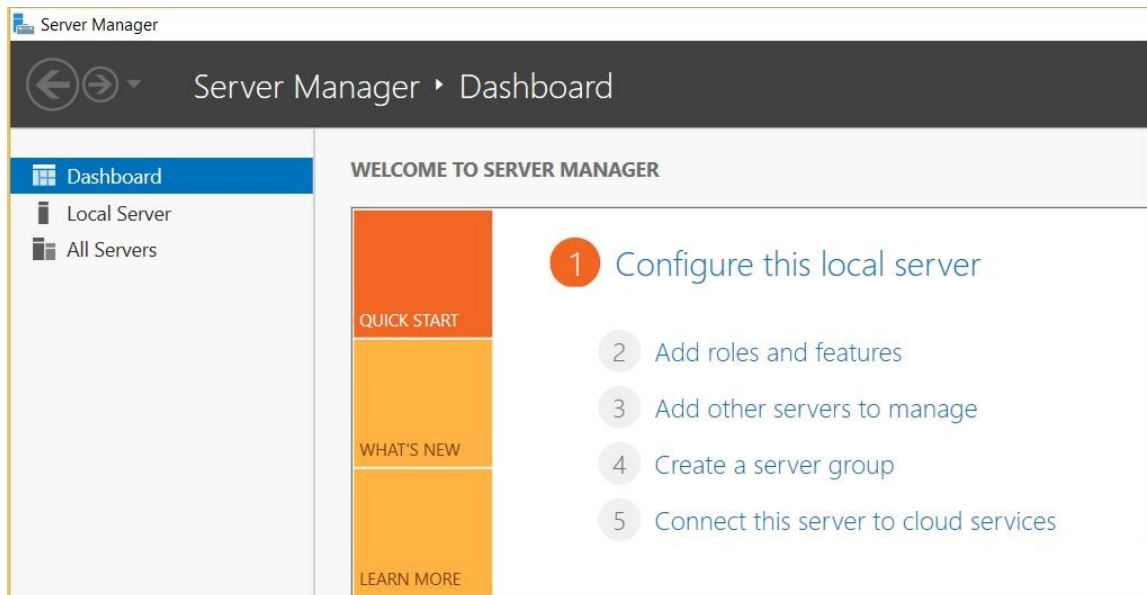 Server Manager
Server Manager ‣ Dashboard
Dashboard
Local Server
All Servers
WELCOME TO SERVER MANAGER
QUICK START
WHAT'S NEW
LEARN MORE
1 Configure this local server
2 Add roles and features
3 Add other servers to manage
4 Create a server group
5 Connect this server to cloud services